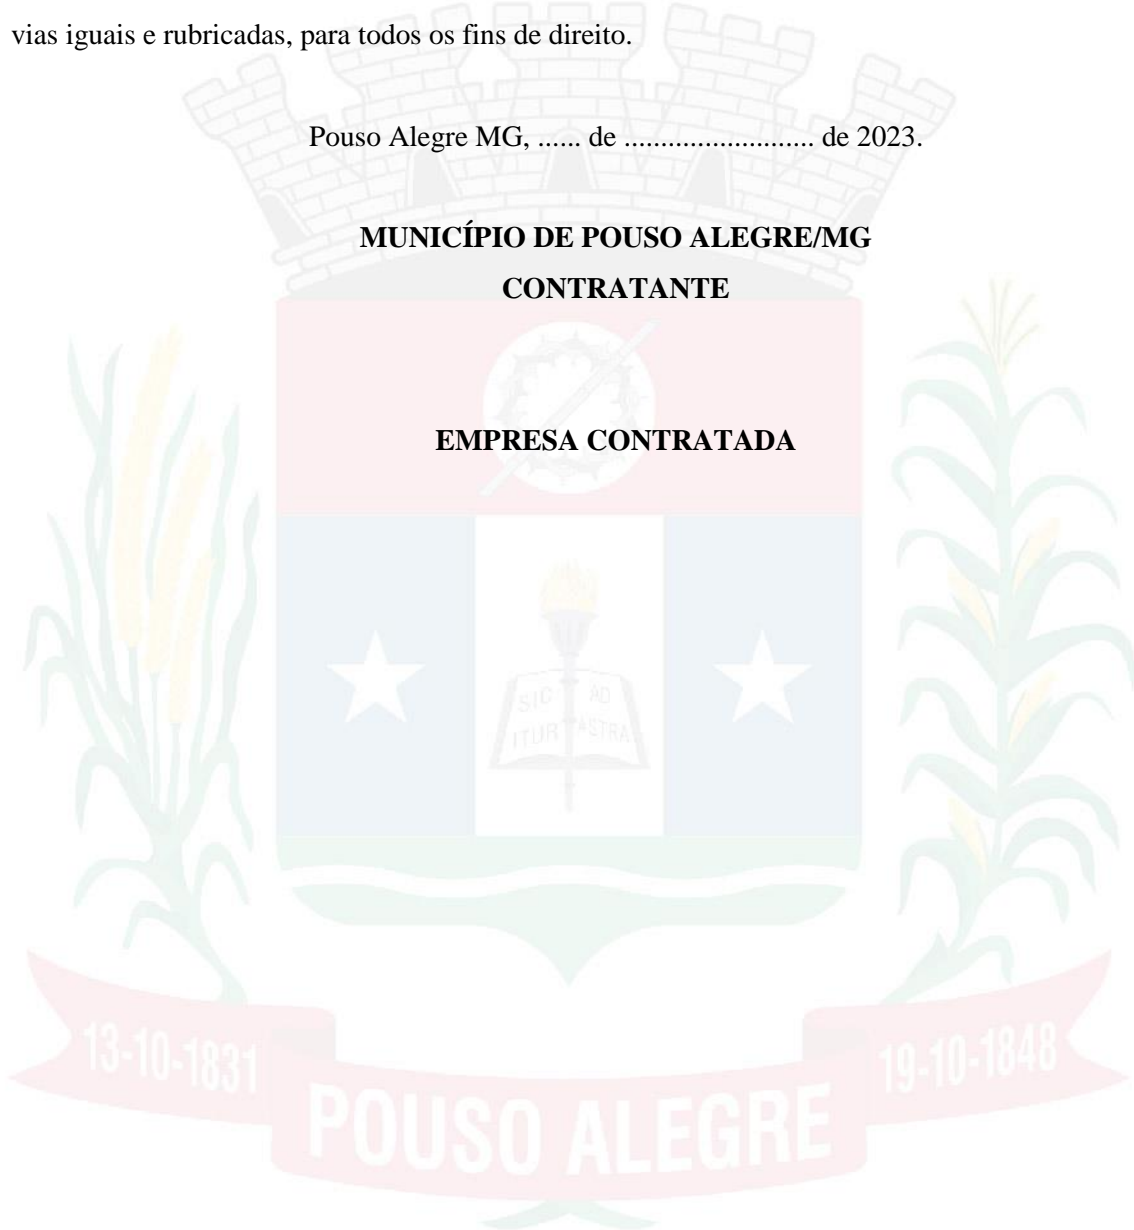 vias iguais e rubricadas, para todos os fins de direito.
Pouso Alegre MG, ...... de .......................... de 2023.
MUNICÍPIO DE POUSO ALEGRE/MG
CONTRATANTE
EMPRESA CONTRATADA
SIC AD
ITUR ASTRA
13-10-1831
19-10-1848
POUSO ALEGRE